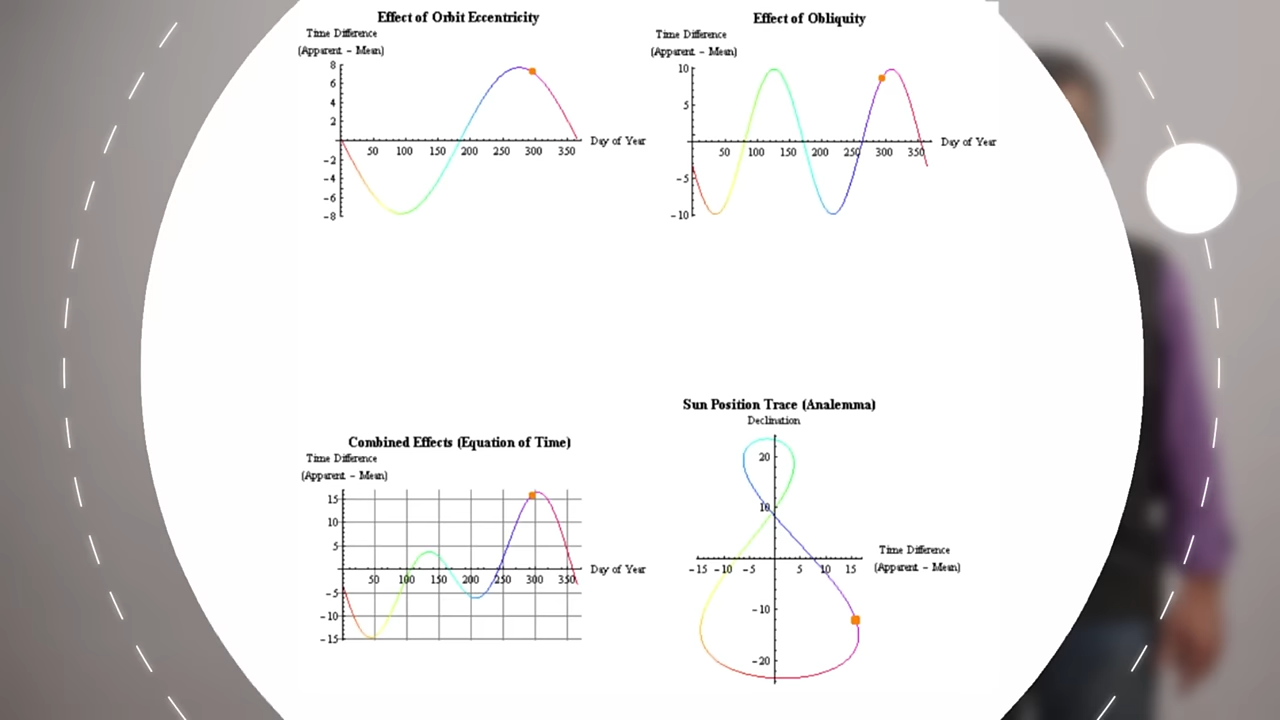 Effect of Orbit Eccentricity
Time Difference
(Apparent - Mean)
8
6
4
2
-2
-4
-6
-8
50 100 150 200 250 300 350
Day of Year
Effect of Obliquity
Time Difference
(Apparent - Mean)
10
5
-5
-10
50 100 150 200 250 300 350
Day of Year
Combined Effects (Equation of Time)
Time Difference
(Apparent - Mean)
15
10
5
-5
-10
-15
50 100 150 200 250 300 350
Day of Year
Sun Position Trace (Analemma)
Declination
20
10
-10
-20
-15 -10 -5 5 10 15
Time Difference
(Apparent - Mean)